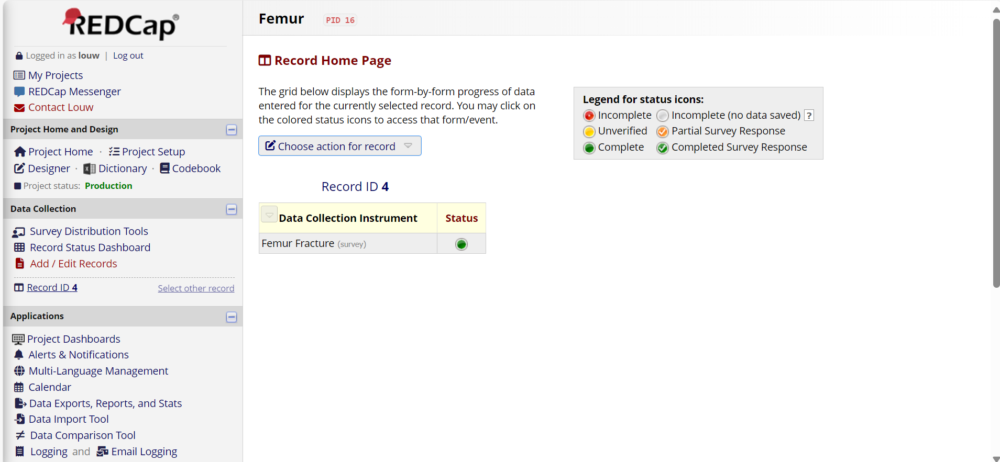 REDCap®
Logged in as louw | Log out
My Projects
REDCap Messenger
Contact Louw
Project Home and Design
Project Home · Project Setup
Designer · Dictionary · Codebook
Project status: Production
Data Collection
Survey Distribution Tools
Record Status Dashboard
Add / Edit Records
Record ID 4 Select other record
Applications
Project Dashboards
Alerts & Notifications
Multi-Language Management
Calendar
Data Exports, Reports, and Stats
Data Import Tool
Data Comparison Tool
Logging and Email Logging
Femur PID 16
Record Home Page
The grid below displays the form-by-form progress of data
entered for the currently selected record. You may click on
the colored status icons to access that form/event.
Choose action for record
Legend for status icons:
Incomplete Incomplete (no data saved) ?
Unverified Partial Survey Response
Complete Completed Survey Response
Record ID 4
Data Collection Instrument Status
Femur Fracture (survey)